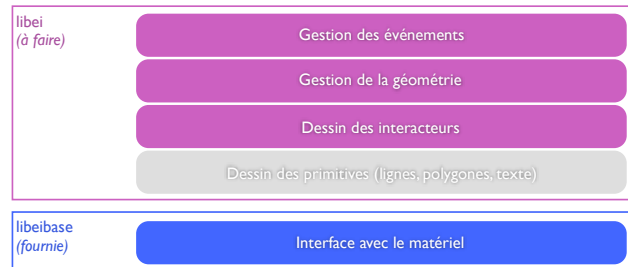 libei
(à faire)
Gestion des événements
Gestion de la géométrie
Dessin des interacteurs
Dessin des primitives (lignes, polygones, texte)
libeibase
(fournie)
Interface avec le matériel